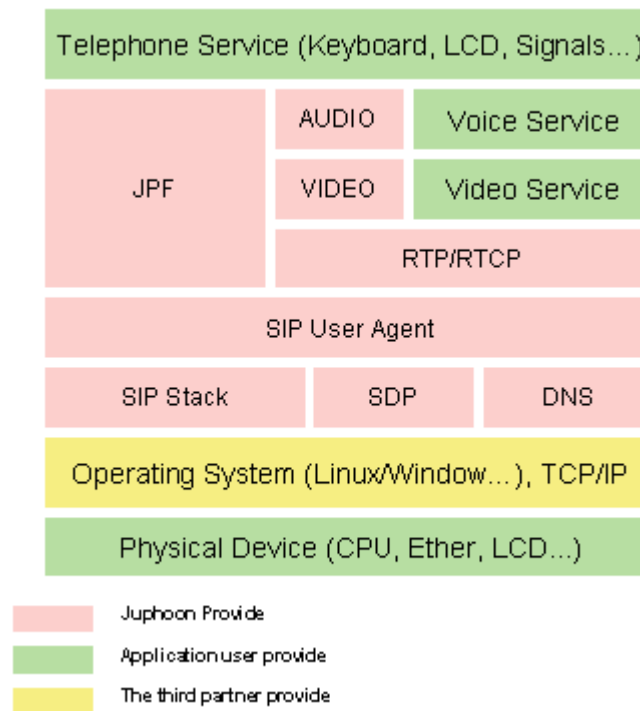 Telephone Service (Keyboard, LCD, Signals...)
JPF
AUDIO
Voice Service
VIDEO
Video Service
RTP/RTCP
SIP User Agent
SIP Stack
SDP
DNS
Operating System (Linux/Window...), TCP/IP
Physical Device (CPU, Ether, LCD...)
Juphoon Provide
Application user provide
The third partner provide